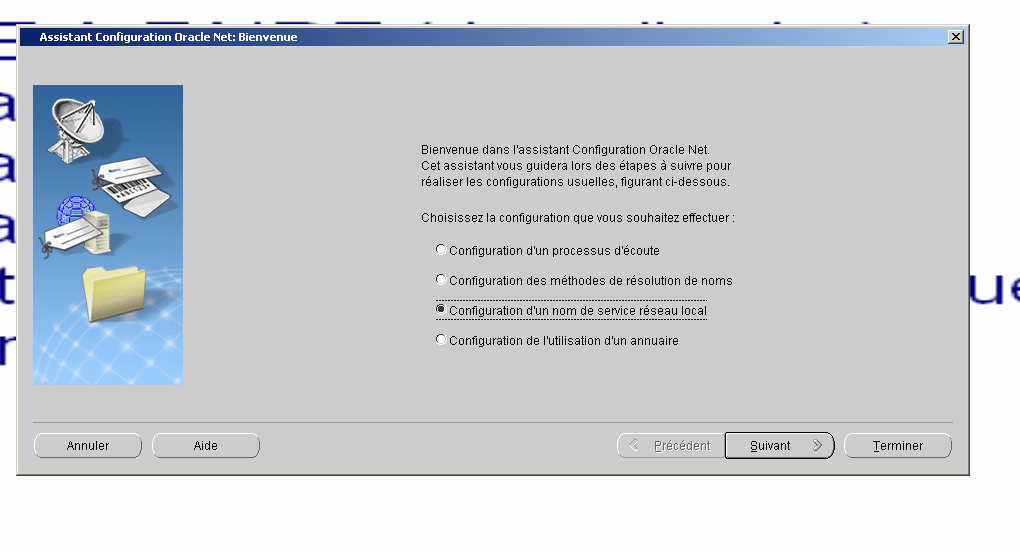 Assistant Configuration Oracle Net: Bienvenue
Bienvenue dans l'assistant Configuration Oracle Net.
Cet assistant vous guidera lors des étapes à suivre pour
réaliser les configurations usuelles, figurant ci-dessous.
Choisissez la configuration que vous souhaitez effectuer :
Configuration d'un processus d'écoute
Configuration des méthodes de résolution de noms
Configuration d'un nom de service réseau local
Configuration de l'utilisation d'un annuaire
Annuler
Aide
Précédent
Suivant
Terminer